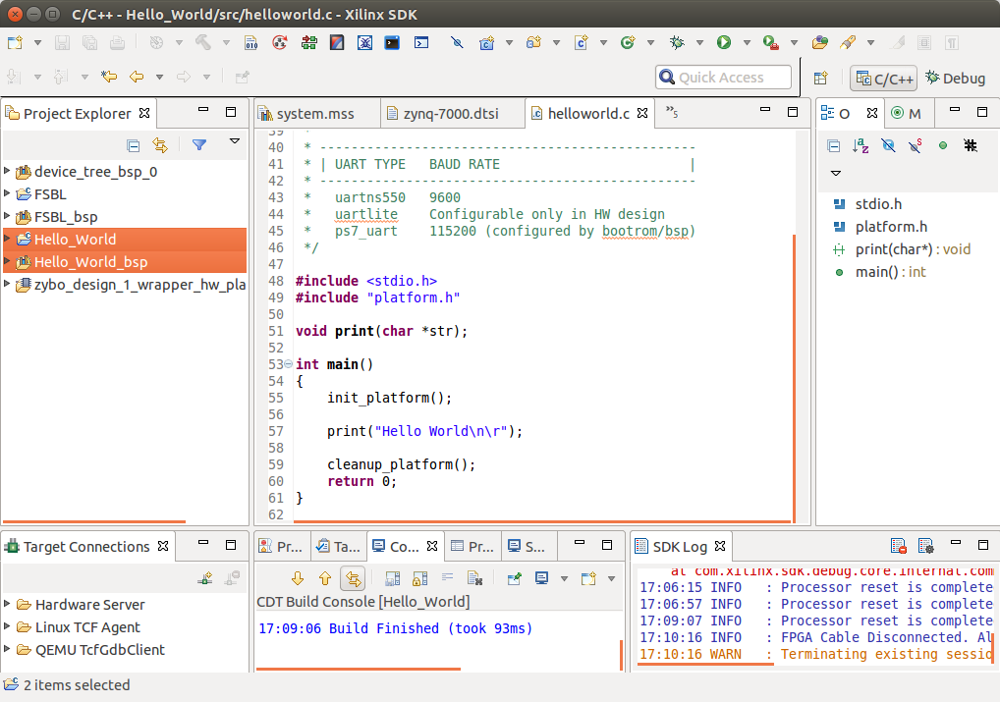 C/C++ - Hello_World/src/helloworld.c - Xilinx SDK
Quick Access
C/C++
Debug
Project Explorer
device_tree_bsp_0
FSBL
FSBL_bsp
Hello_World
Hello_World_bsp
zybo_design_1_wrapper_hw_pla
system.mss
zynq-7000.dtsi
helloworld.c
»5
39 *
40 * ------------------------------------------------
41 * | UART TYPE   BAUD RATE                        |
42 * ------------------------------------------------
43 *   uartns550   9600
44 *   uartlite    Configurable only in HW design
45 *   ps7_uart    115200 (configured by bootrom/bsp)
46 */
47
48 #include <stdio.h>
49 #include "platform.h"
50
51 void print(char *str);
52
53 int main()
54 {
55     init_platform();
56
57     print("Hello World\n\r");
58
59     cleanup_platform();
60     return 0;
61 }
62
O
M
stdio.h
platform.h
print(char*) : void
main() : int
Target Connections
Hardware Server
Linux TCF Agent
QEMU TcfGdbClient
Pr...
Ta...
Co...
Pr...
S...
CDT Build Console [Hello_World]
17:09:06 Build Finished (took 93ms)
SDK Log
at com.xilinx.sdk.debug.core.internal.com
17:06:15 INFO : Processor reset is complete
17:06:57 INFO : Processor reset is complete
17:09:07 INFO : Processor reset is complete
17:10:16 INFO : FPGA Cable Disconnected. Al
17:10:16 WARN : Terminating existing sessio
2 items selected